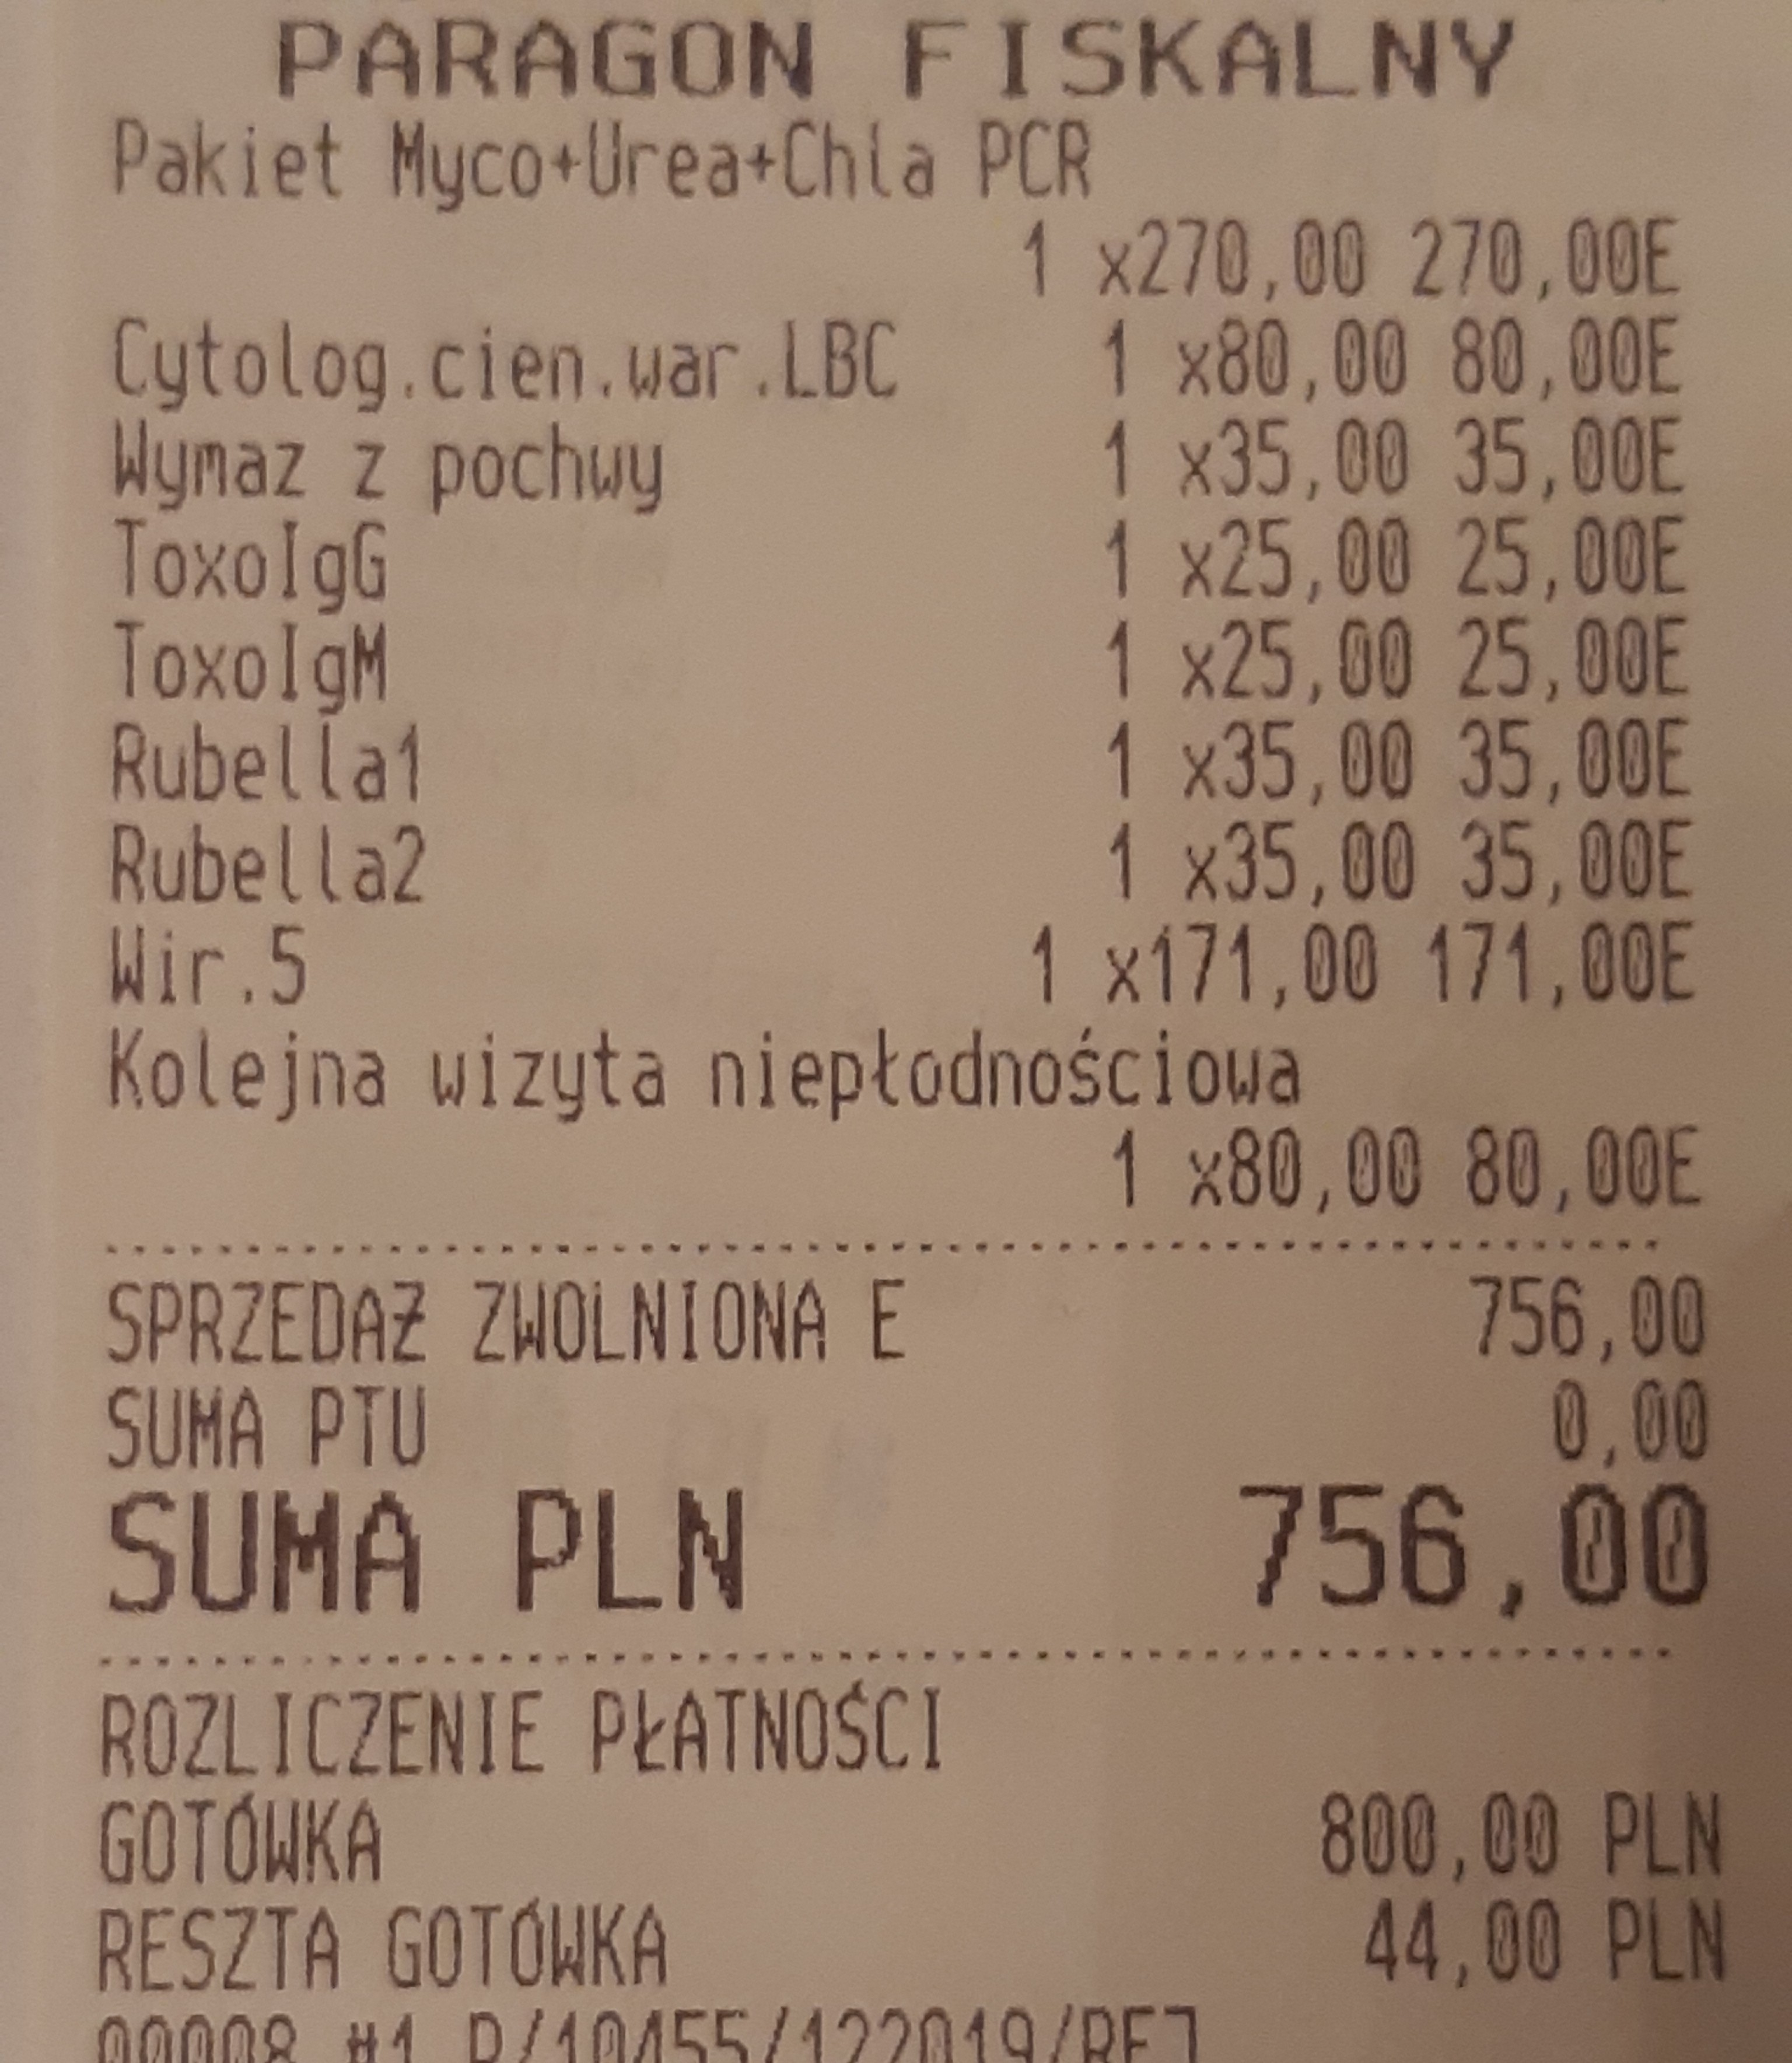 PARAGON FISKALNY
Pakiet Myco+Urea+Chla PCR
1 x270,00 270,00E
Cytolog.cien.war.LBC 1 x80,00 80,00E
Wymaz z pochwy 1 x35,00 35,00E
ToxoIgG 1 x25,00 25,00E
ToxoIgM 1 x25,00 25,00E
Rubella1 1 x35,00 35,00E
Rubella2 1 x35,00 35,00E
Wir.5 1 x171,00 171,00E
Kolejna wizyta niepłodnościowa
1 x80,00 80,00E
SPRZEDAŻ ZWOLNIONA E 756,00
SUMA PTU 0,00
SUMA PLN 756,00
ROZLICZENIE PŁATNOŚCI
GOTÓWKA 800,00 PLN
RESZTA GOTÓWKA 44,00 PLN
00008 #1